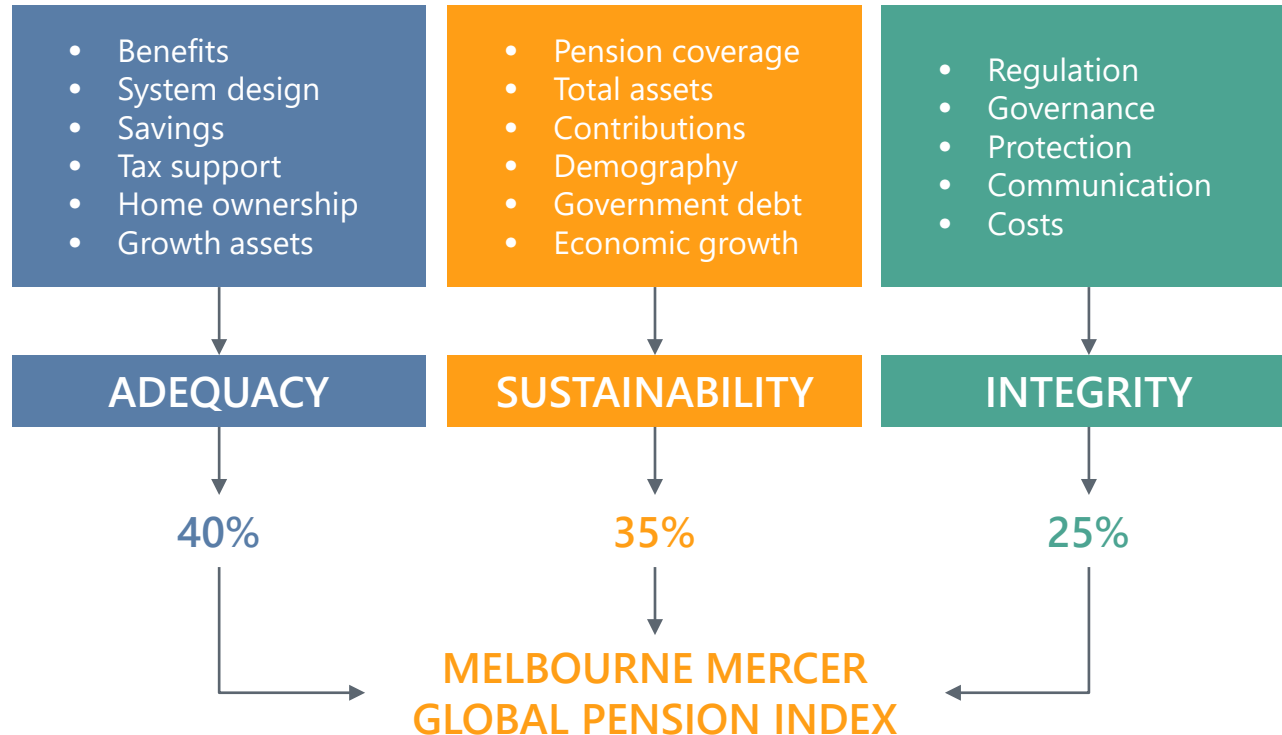 • Benefits
• System design
• Savings
• Tax support
• Home ownership
• Growth assets
• Pension coverage
• Total assets
• Contributions
• Demography
• Government debt
• Economic growth
• Regulation
• Governance
• Protection
• Communication
• Costs
ADEQUACY
SUSTAINABILITY
INTEGRITY
40%
35%
25%
MELBOURNE MERCER
GLOBAL PENSION INDEX